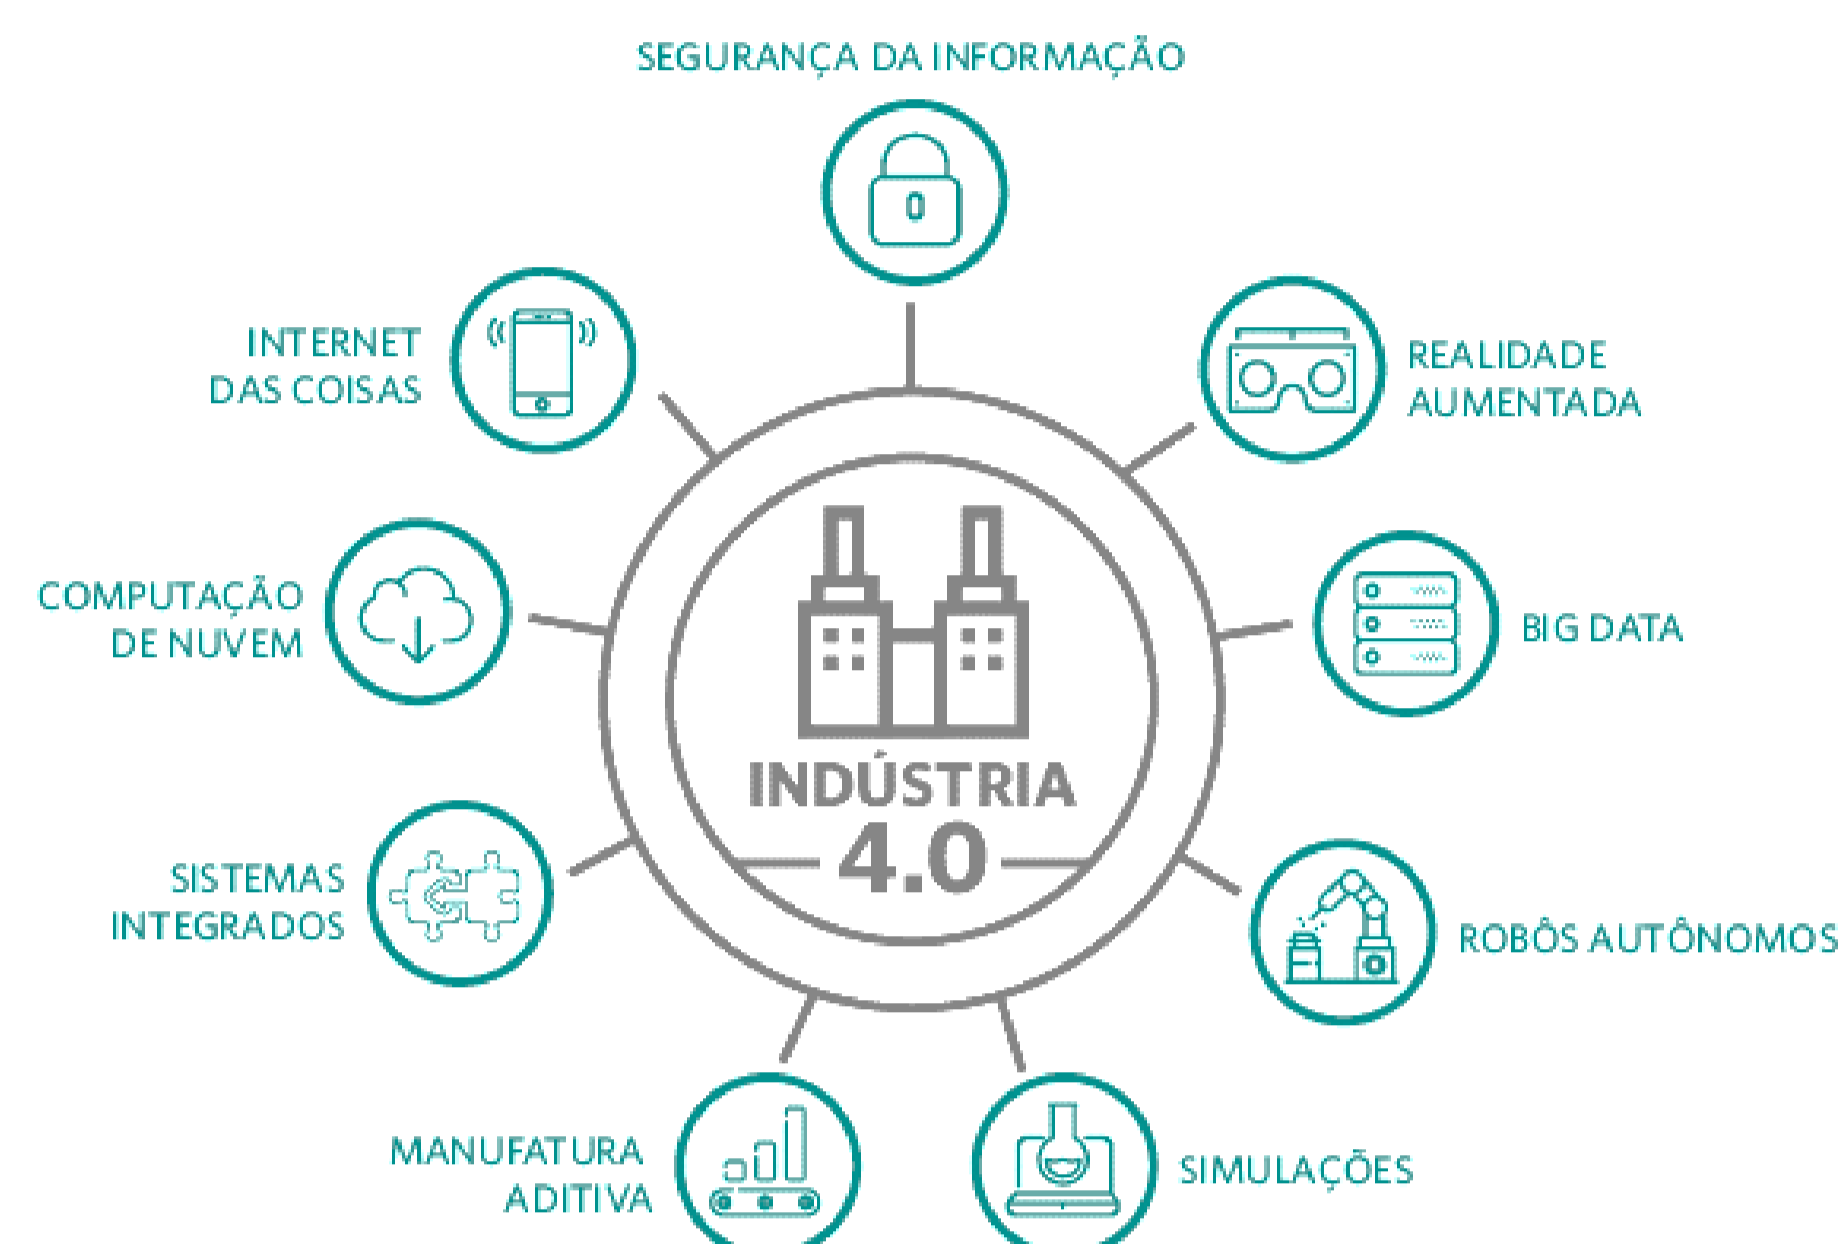 SEGURANÇA DA INFORMAÇÃO
INTERNET
DAS COISAS
REALIDADE
AUMENTADA
COMPUTAÇÃO
DE NUVEM
BIG DATA
INDÚSTRIA
4.0
SISTEMAS
INTEGRADOS
ROBÔS AUTÔNOMOS
MANUFATURA
ADITIVA
SIMULAÇÕES